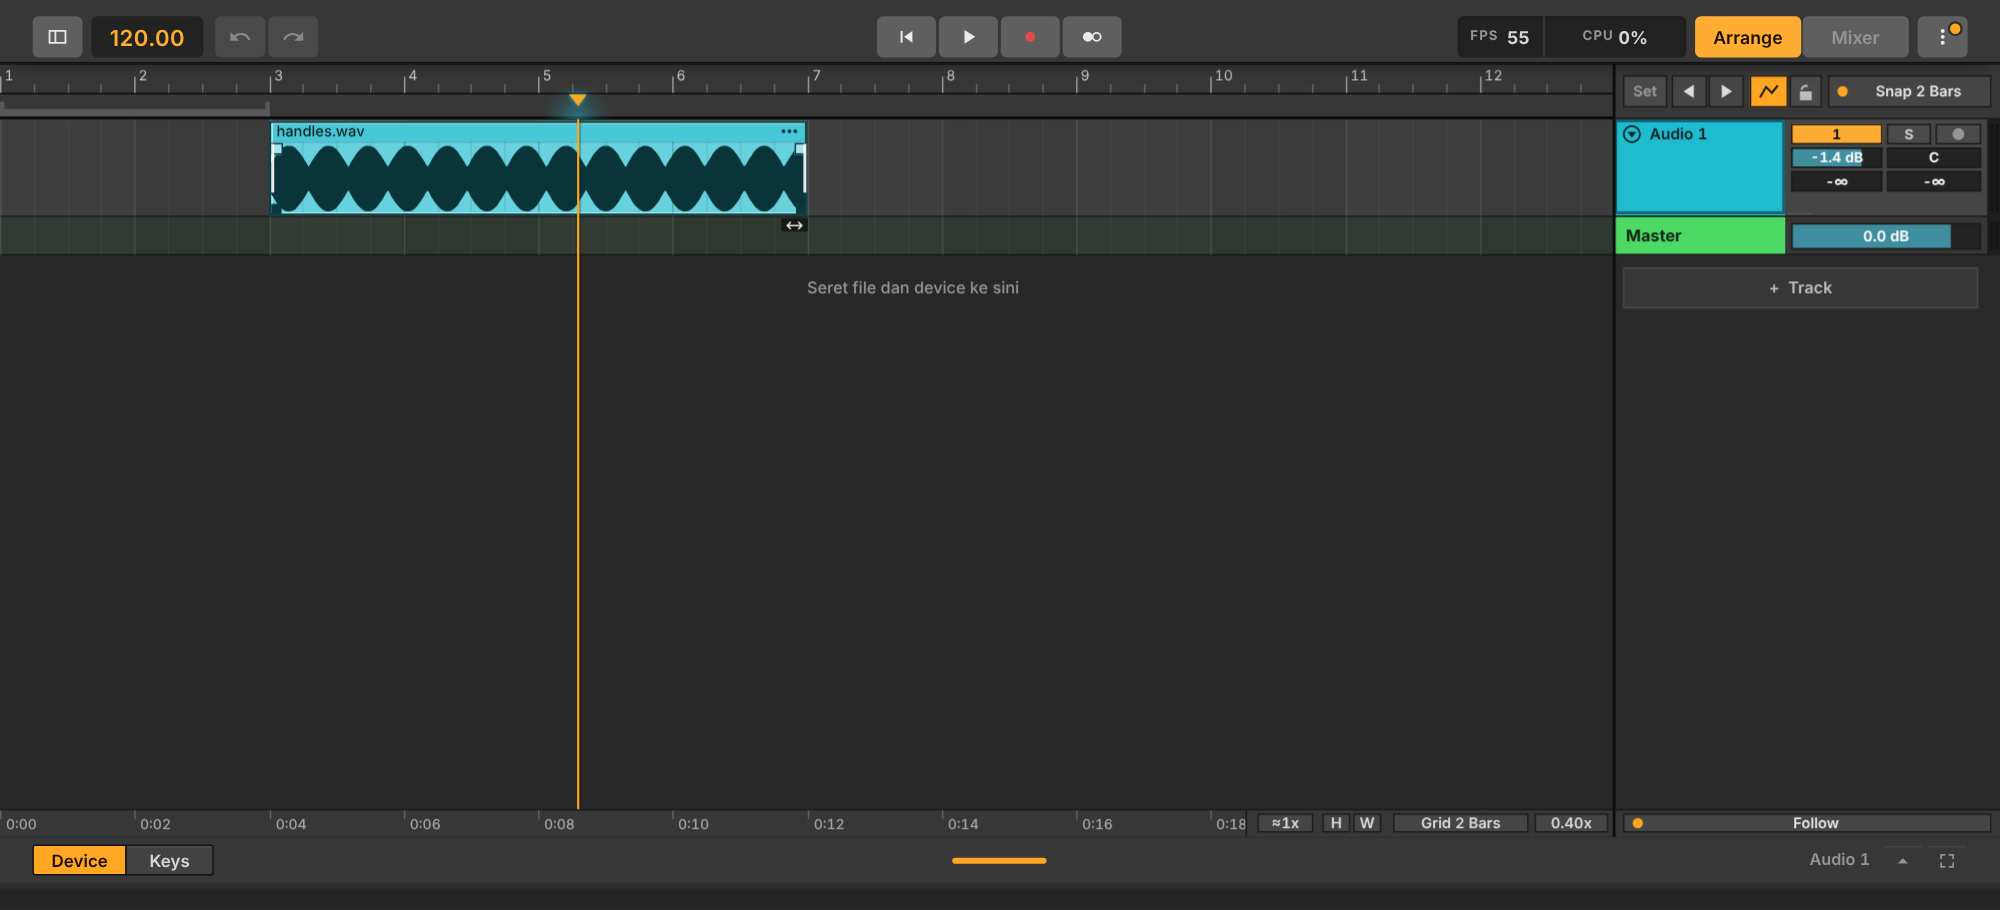 120.00
FPS 55 CPU 0% Arrange Mixer
1 2 3 4 5 6 7 8 9 10 11 12
Set Snap 2 Bars
handles.wav
Audio 1 1 S
-1.4 dB C
-∞ -∞
Master 0.0 dB
Seret file dan device ke sini
+ Track
0:00 0:02 0:04 0:06 0:08 0:10 0:12 0:14 0:16 0:18 ≈1x H W Grid 2 Bars 0.40x Follow
Device Keys Audio 1